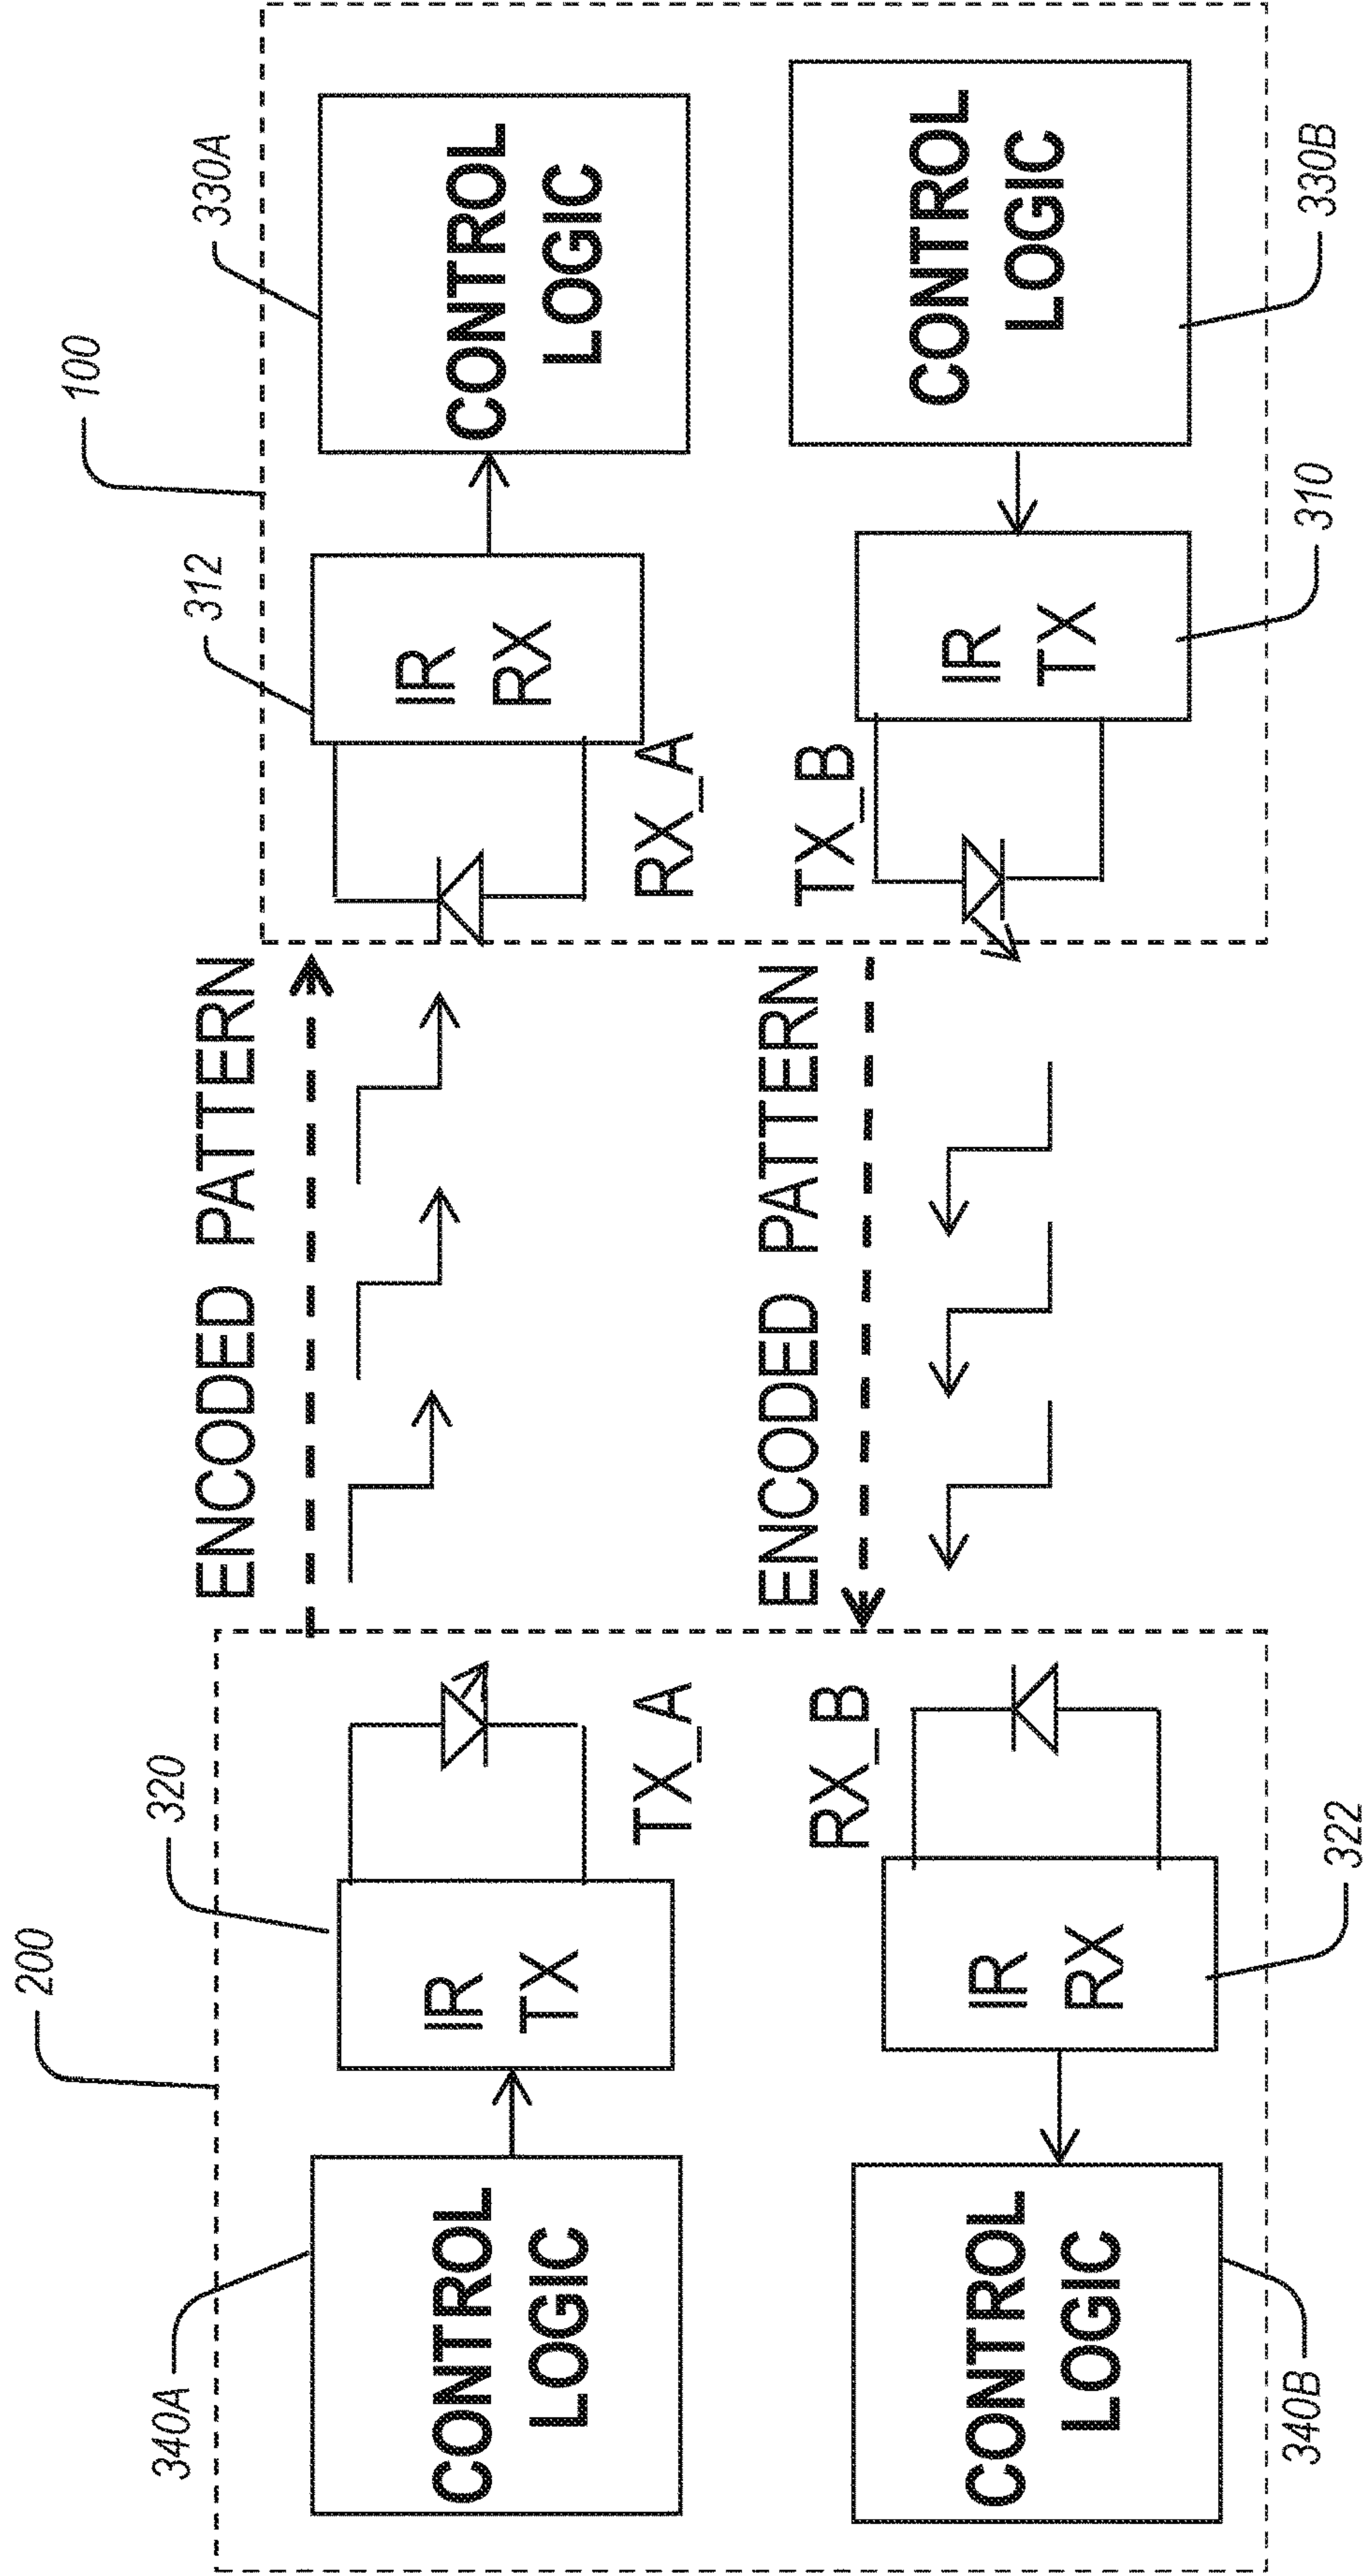 200
340A
CONTROL
LOGIC
320
IR
TX
TX_A
ENCODED PATTERN
100
312
IR
RX
RX_A
330A
CONTROL
LOGIC
340B
CONTROL
LOGIC
322
IR
RX
RX_B
ENCODED PATTERN
TX_B
310
IR
TX
330B
CONTROL
LOGIC